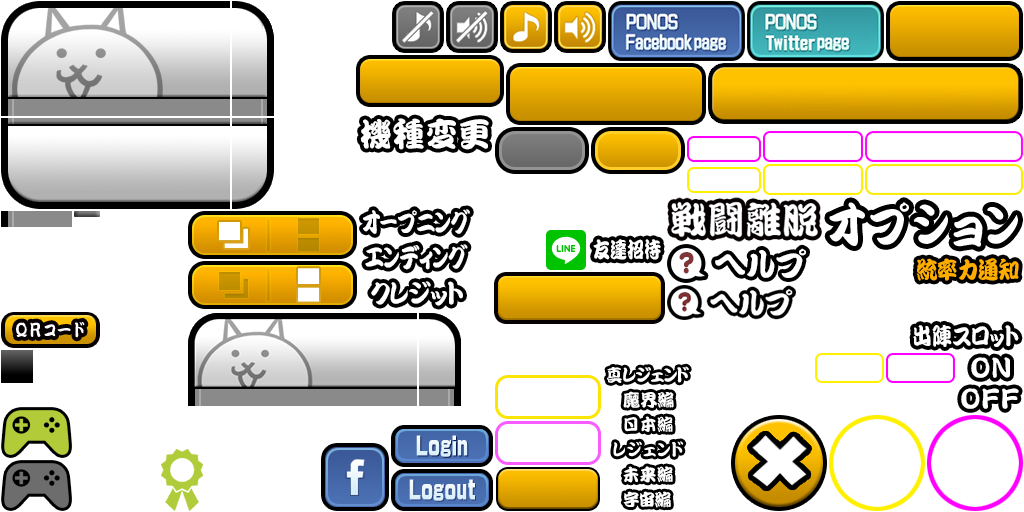 PONOS
Facebook page
PONOS
Twitter page
機種変更
オープニング
エンディング
クレジット
LINE
友達招待
戦闘離脱
オプション
?ヘルプ
?ヘルプ
統率力通知
QRコード
出陣スロット
ON
OFF
真レジェンド
魔界編
日本編
レジェンド
未来編
宇宙編
f
Login
Logout